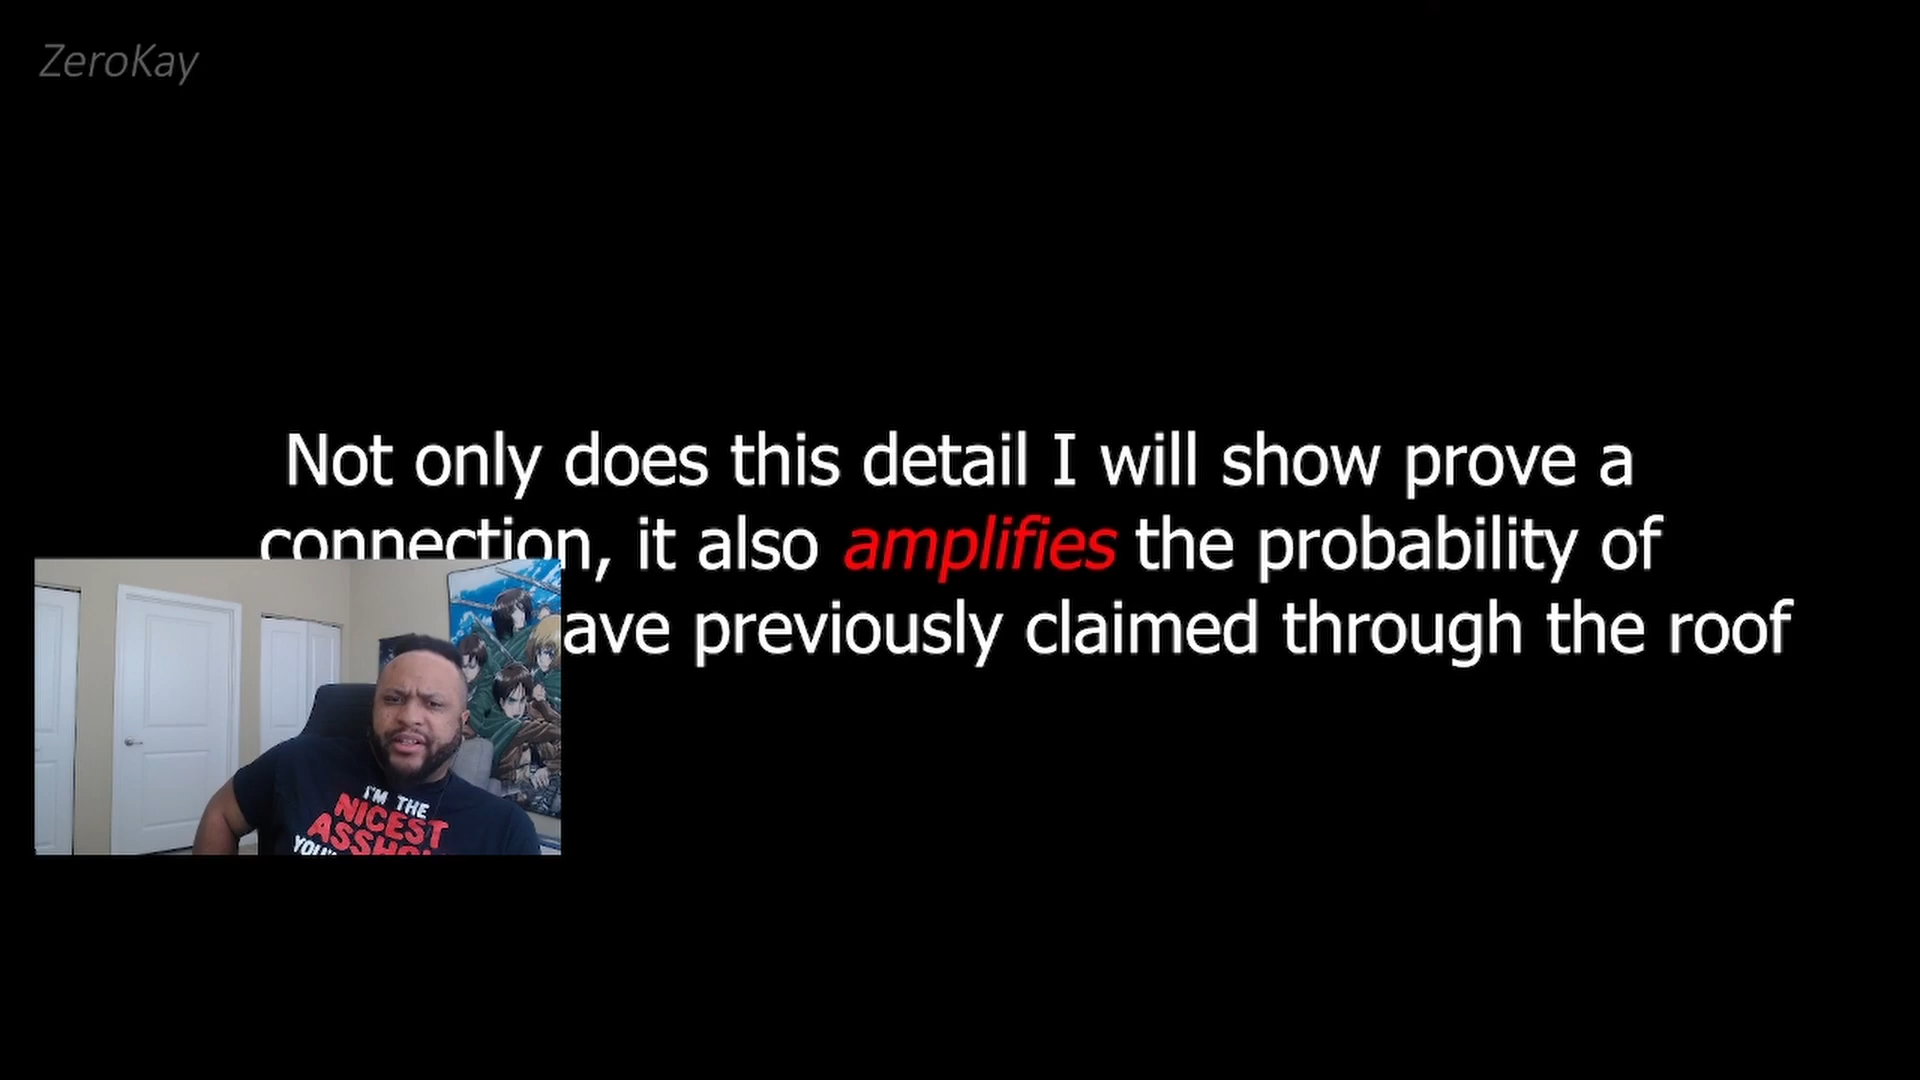 ZeroKay
Not only does this detail I will show prove a
connection, it also amplifies the probability of
ave previously claimed through the roof
I'M THE
NICEST